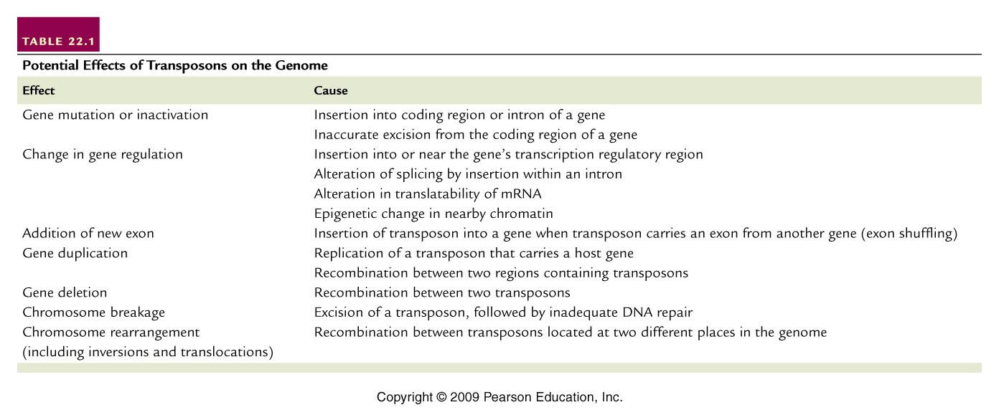 TABLE 22.1
Potential Effects of Transposons on the Genome
Effect Cause
Gene mutation or inactivation Insertion into coding region or intron of a gene
Inaccurate excision from the coding region of a gene
Change in gene regulation Insertion into or near the gene’s transcription regulatory region
Alteration of splicing by insertion within an intron
Alteration in translatability of mRNA
Epigenetic change in nearby chromatin
Addition of new exon Insertion of transposon into a gene when transposon carries an exon from another gene (exon shuffling)
Gene duplication Replication of a transposon that carries a host gene
Recombination between two regions containing transposons
Gene deletion Recombination between two transposons
Chromosome breakage Excision of a transposon, followed by inadequate DNA repair
Chromosome rearrangement Recombination between transposons located at two different places in the genome
(including inversions and translocations)
Copyright © 2009 Pearson Education, Inc.